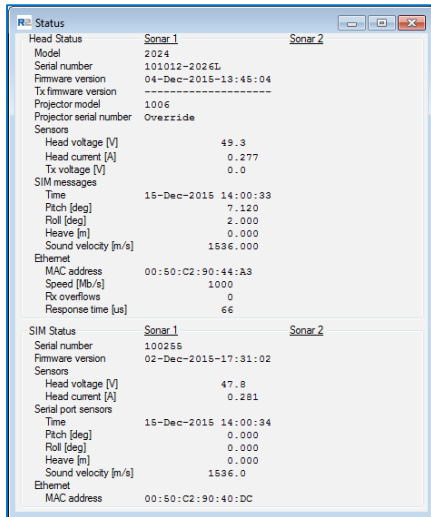 R2 Status
Head Status Sonar 1 Sonar 2
Model 2024
Serial number 101012-2026L
Firmware version 04-Dec-2015-13:45:04
Tx firmware version --------------------
Projector model 1006
Projector serial number Override
Sensors
Head voltage [V] 49.3
Head current [A] 0.277
Tx voltage [V] 0.0
SIM messages
Time 15-Dec-2015 14:00:33
Pitch [deg] 7.120
Roll [deg] 2.000
Heave [m] 0.000
Sound velocity [m/s] 1536.000
Ethernet
MAC address 00:50:C2:90:44:A3
Speed [Mb/s] 1000
Rx overflows 0
Response time [us] 66
SIM Status Sonar 1 Sonar 2
Serial number 100255
Firmware version 02-Dec-2015-17:31:02
Sensors
Head voltage [V] 47.8
Head current [A] 0.281
Serial port sensors
Time 15-Dec-2015 14:00:34
Pitch [deg] 0.000
Roll [deg] 0.000
Heave [m] 0.000
Sound velocity [m/s] 1536.0
Ethernet
MAC address 00:50:C2:90:40:DC